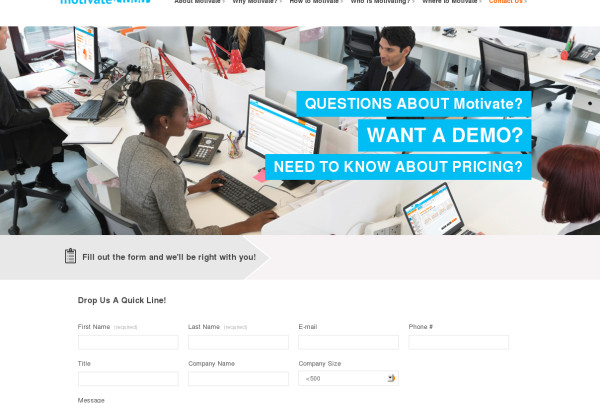 motivate
About Motivate > Why Motivate? > How to Motivate > Who is Motivating? > Where to Motivate > Contact Us >
QUESTIONS ABOUT Motivate?
WANT A DEMO?
NEED TO KNOW ABOUT PRICING?
Fill out the form and we'll be right with you!
Drop Us A Quick Line!
First Name (required) Last Name (required) E-mail Phone #
Title Company Name Company Size
<500
Message